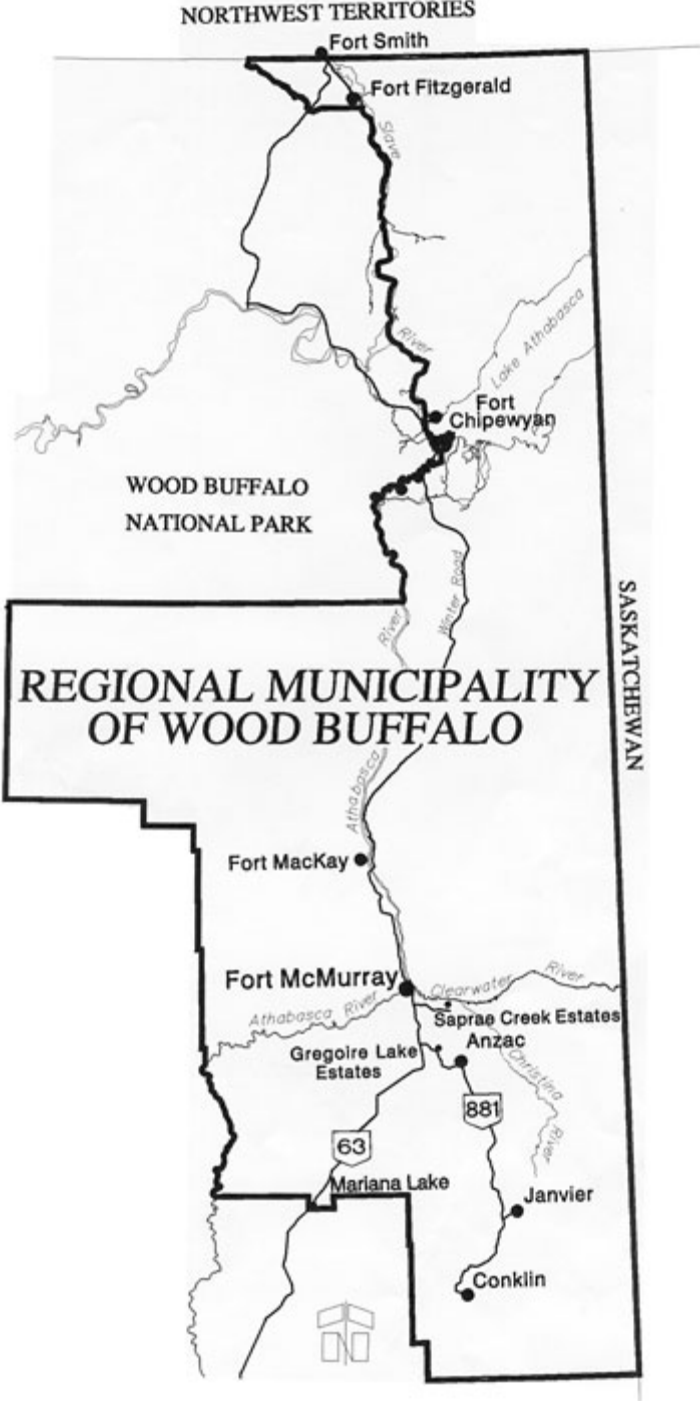 NORTHWEST TERRITORIES
Fort Smith
Fort Fitzgerald
Slave
River
Lake Athabasca
Fort
Chipewyan
WOOD BUFFALO
NATIONAL PARK
Winter Road
River
SASKATCHEWAN
REGIONAL MUNICIPALITY
OF WOOD BUFFALO
Athabasca
Fort MacKay
Fort McMurray
Clearwater
River
Athabasca River
Saprae Creek Estates
Anzac
Gregoire Lake
Estates
Christina
River
881
63
Mariana Lake
Janvier
Conklin
N